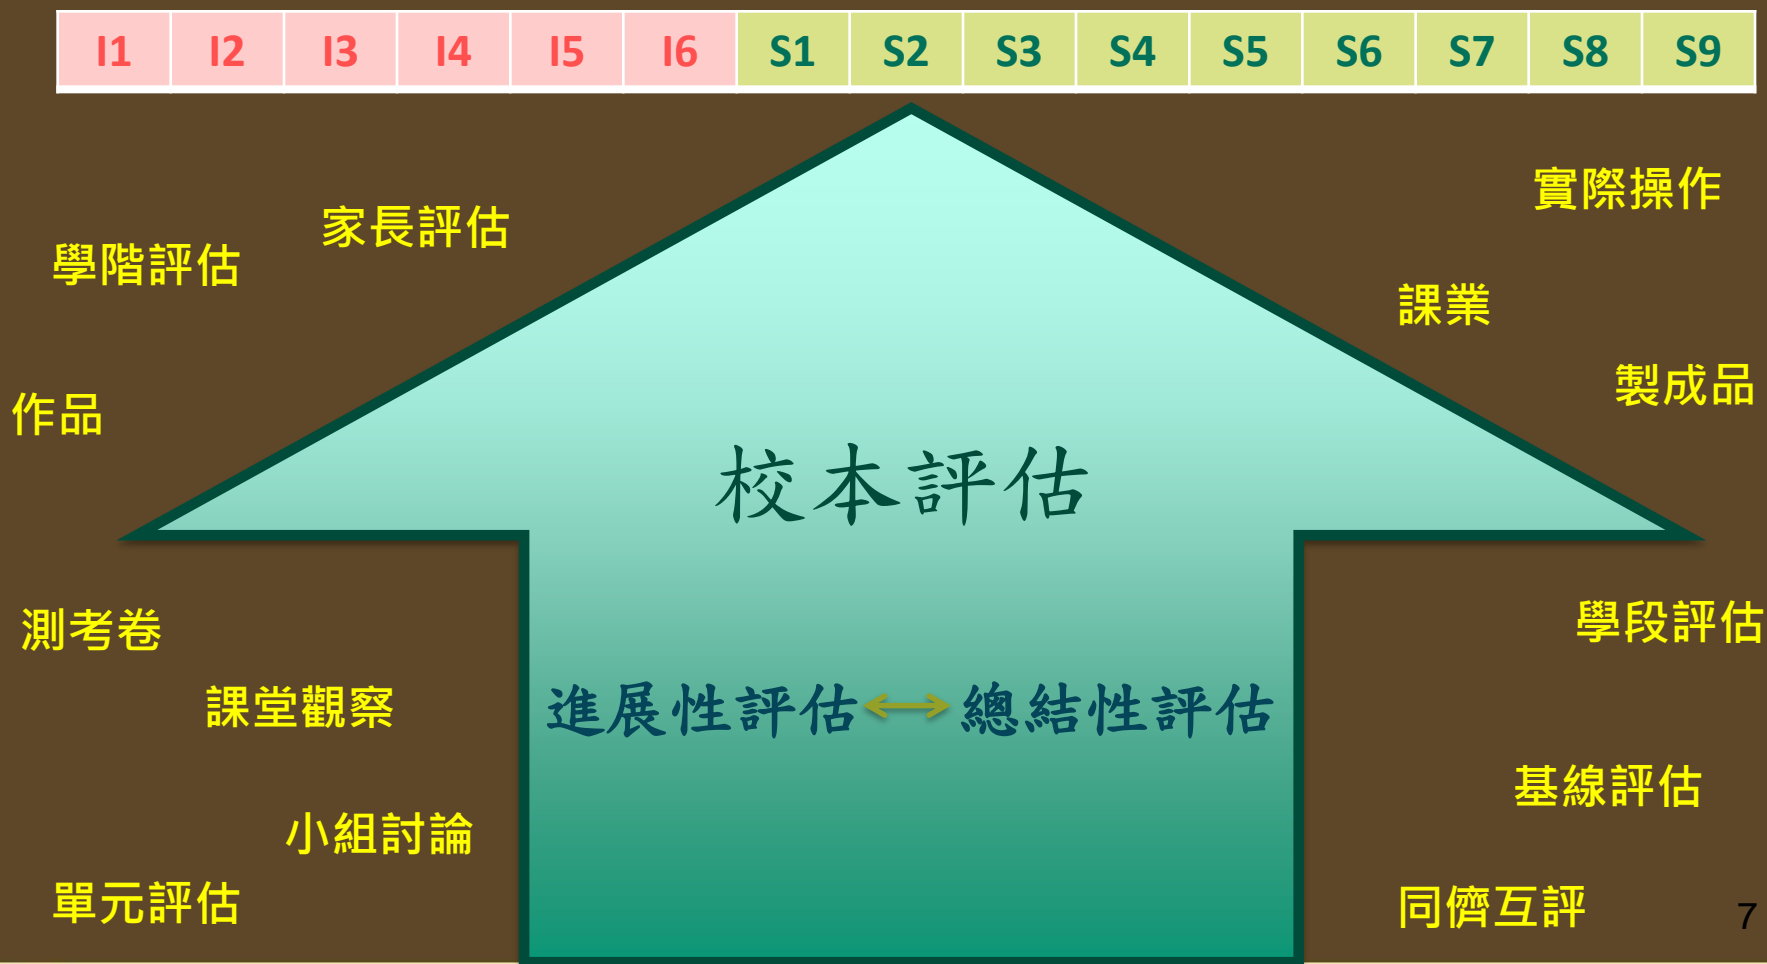 I1 I2 I3 I4 I5 I6 S1 S2 S3 S4 S5 S6 S7 S8 S9
實際操作
家長評估
學階評估
課業
製成品
作品
校本評估
測考卷
學段評估
課堂觀察
進展性評估 ↔ 總結性評估
基線評估
小組討論
單元評估
同儕互評
7